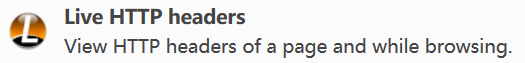 Live HTTP headers
View HTTP headers of a page and while browsing.